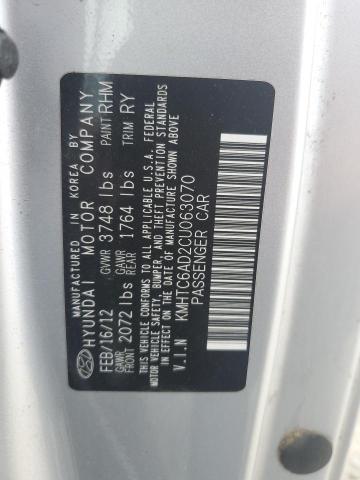 MANUFACTURED IN KOREA BY
HYUNDAI MOTOR COMPANY
FEB/16/12 GVWR 3748 lbs PAINT RHM
GAWR FRONT 2072 lbs GAWR REAR 1764 lbs TRIM RY
THIS VEHICLE CONFORMS TO ALL APPLICABLE U.S.A. FEDERAL
MOTOR VEHICLE SAFETY, BUMPER, AND THEFT PREVENTION STANDARDS
IN EFFECT ON THE DATE OF MANUFACTURE SHOWN ABOVE
V.I.N KMHTC6AD2CU063070
PASSENGER CAR